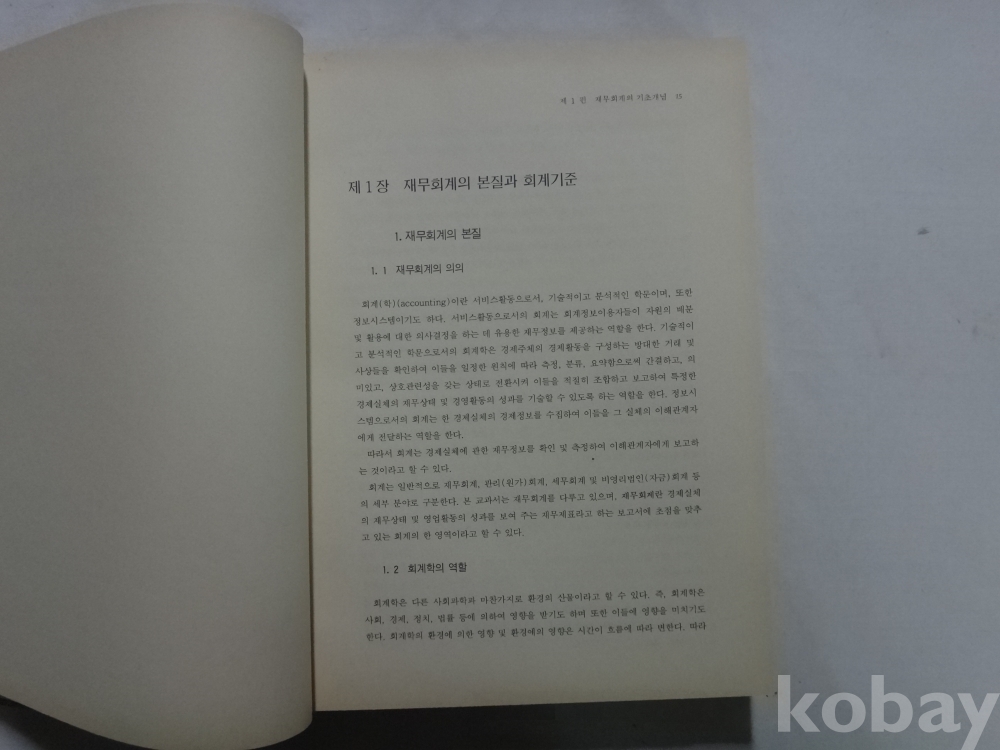 제 1 편 재무회계의 기초개념 15
제 1 장 재무회계의 본질과 회계기준
1. 재무회계의 본질
1. 1 재무회계의 의의
회계(학)(accounting)이란 서비스활동으로서, 기술적이고 분석적인 학문이며, 또한
정보시스템이기도 하다. 서비스활동으로서의 회계는 회계정보이용자들이 자원의 배분
및 활용에 대한 의사결정을 하는 데 유용한 재무정보를 제공하는 역할을 한다. 기술적이
고 분석적인 학문으로서의 회계학은 경제주체의 경제활동을 구성하는 방대한 거래 및
사상들을 확인하여 이들을 일정한 원칙에 따라 측정, 분류, 요약함으로써 간결하고, 의
미있고, 상호관련성을 갖는 상태로 전환시켜 이들을 적절히 조합하고 보고하여 특정한
경제실체의 재무상태 및 경영활동의 성과를 기술할 수 있도록 하는 역할을 한다. 정보시
스템으로서의 회계는 한 경제실체의 경제정보를 수집하여 이들을 그 실체의 이해관계자
에게 전달하는 역할을 한다.
따라서 회계는 경제실체에 관한 재무정보를 확인 및 측정하여 이해관계자에게 보고하
는 것이라고 할 수 있다.
회계는 일반적으로 재무회계, 관리(원가)회계, 세무회계 및 비영리법인(자금)회계 등
의 세부 분야로 구분한다. 본 교과서는 재무회계를 다루고 있으며, 재무회계란 경제실체
의 재무상태 및 영업활동의 성과를 보여 주는 재무제표라고 하는 보고서에 초점을 맞추
고 있는 회계의 한 영역이라고 할 수 있다.
1. 2 회계학의 역할
회계학은 다른 사회과학과 마찬가지로 환경의 산물이라고 할 수 있다. 즉, 회계학은
사회, 경제, 정치, 법률 등에 의하여 영향을 받기도 하며 또한 이들에 영향을 미치기도
한다. 회계학의 환경에 의한 영향 및 환경에의 영향은 시간이 흐름에 따라 변한다. 따라
kobay